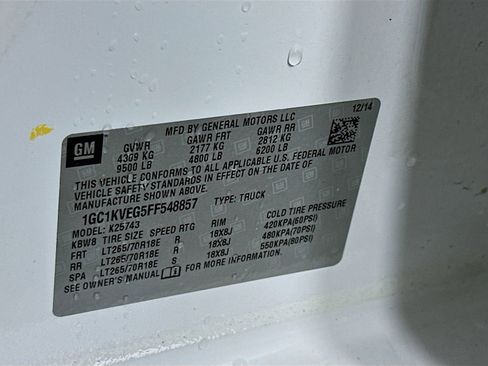 GM
MFD BY GENERAL MOTORS LLC
12/14
GVWR GAWR FRT GAWR RR
4309 KG 2177 KG 2812 KG
9500 LB 4800 LB 6200 LB
THIS VEHICLE CONFORMS TO ALL APPLICABLE U.S. FEDERAL MOTOR
VEHICLE SAFETY STANDARDS IN EFFECT ON THE DATE OF
MANUFACTURE SHOWN ABOVE.
1GC1KVEG5FF548857 TYPE: TRUCK
MODEL: K25743
KBW8 TIRE SIZE SPEED RTG RIM COLD TIRE PRESSURE
FRT LT265/70R18E R 18X8J 420KPA(60PSI)
RR LT265/70R18E R 18X8J 480KPA(70PSI)
SPA LT265/70R18E S 18X8J 550KPA(80PSI)
SEE OWNER'S MANUAL FOR MORE INFORMATION.